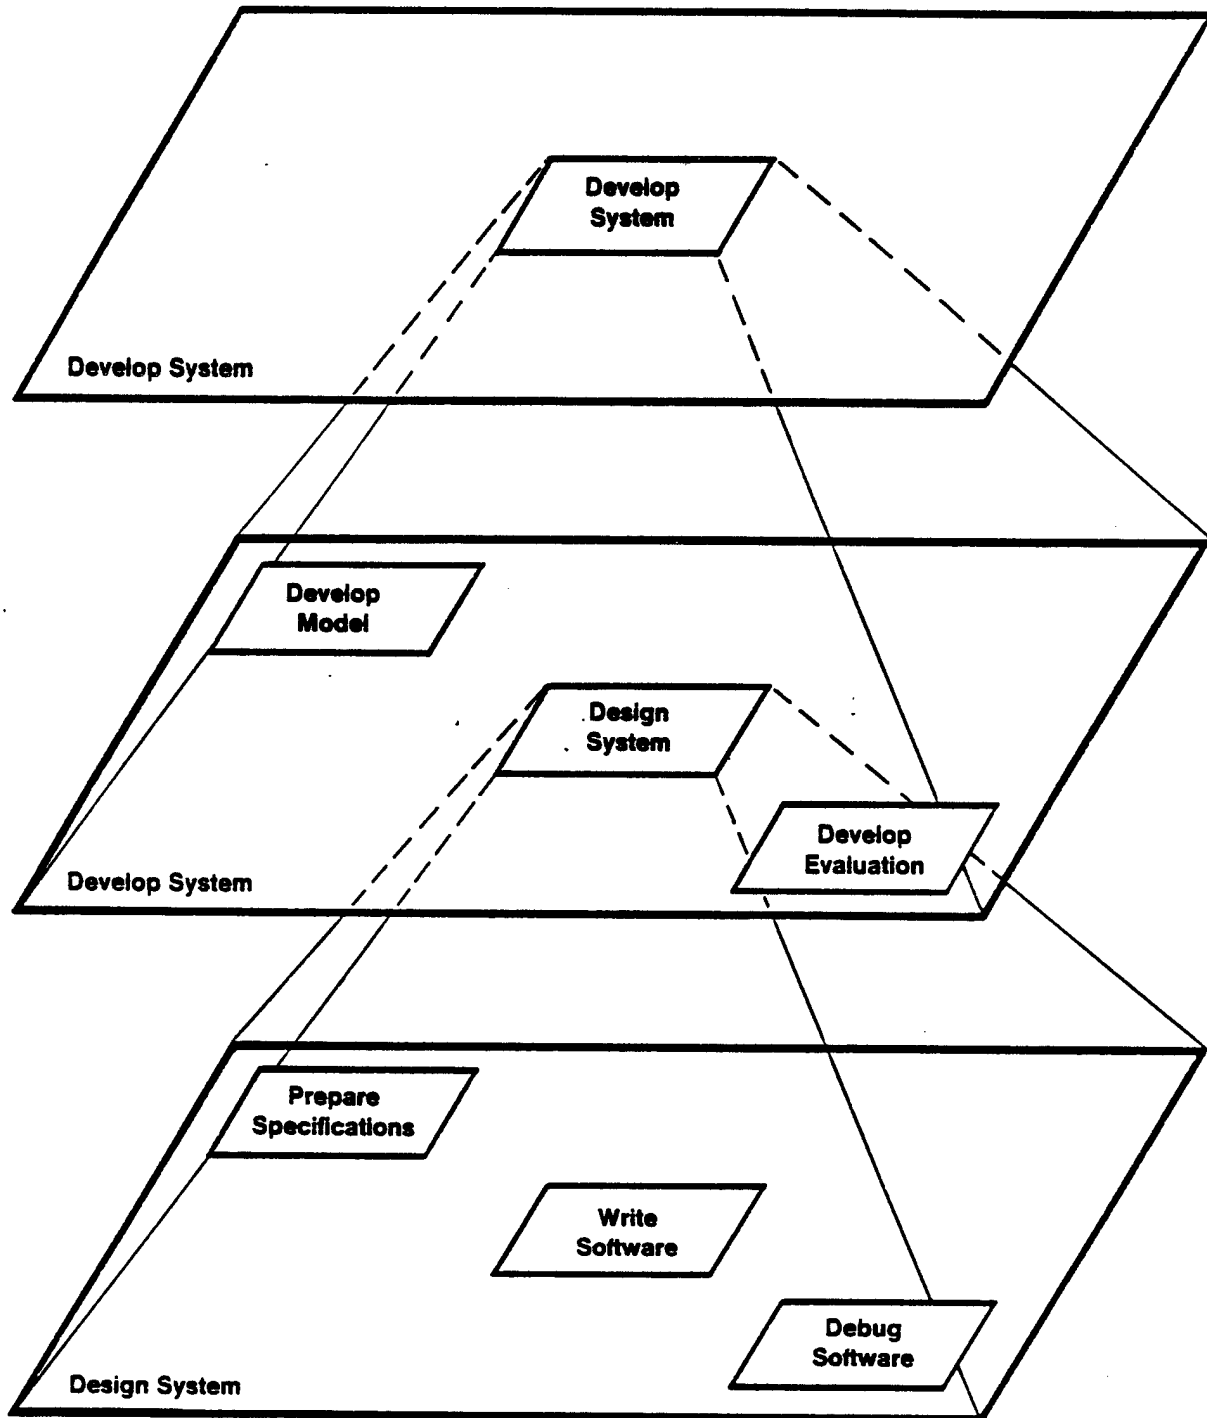 Develop
System
Develop System
Develop
Model
Design
System
Develop
Evaluation
Develop System
Prepare
Specifications
Write
Software
Debug
Software
Design System